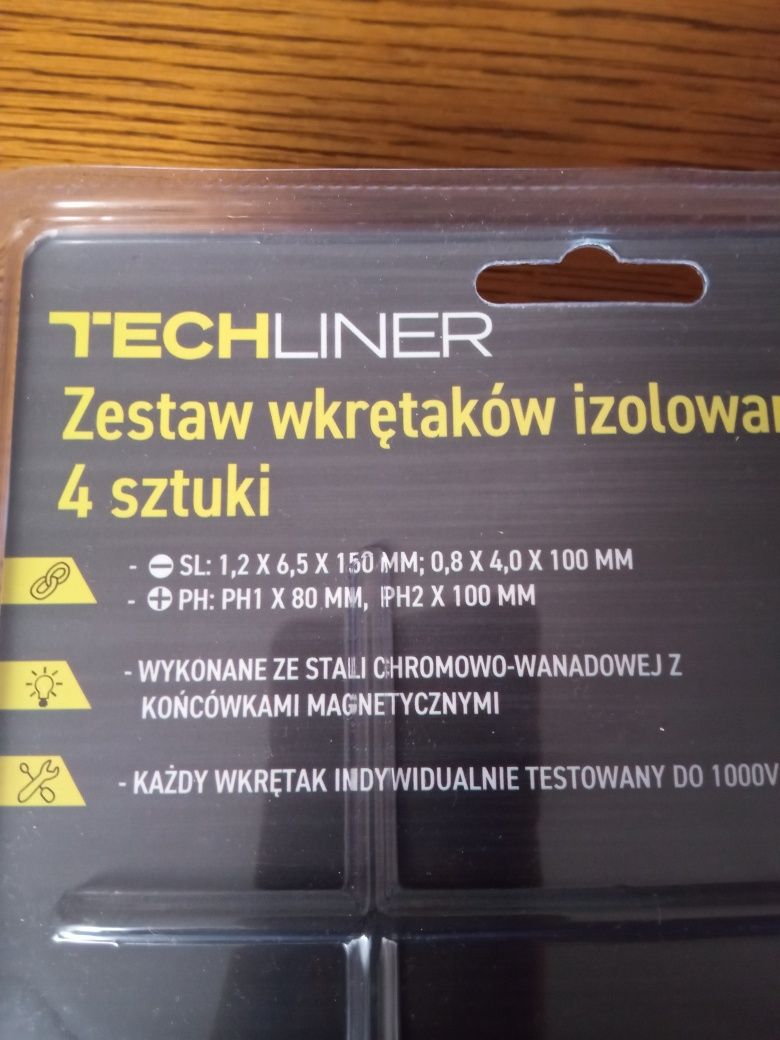 TECHLINER
Zestaw wkrętaków izolowan
4 sztuki
- SL: 1,2 X 6,5 X 150 MM; 0,8 X 4,0 X 100 MM
- PH: PH1 X 80 MM, PH2 X 100 MM
- WYKONANE ZE STALI CHROMOWO-WANADOWEJ Z
KOŃCÓWKAMI MAGNETYCZNYMI
- KAŻDY WKRĘTAK INDYWIDUALNIE TESTOWANY DO 1000V